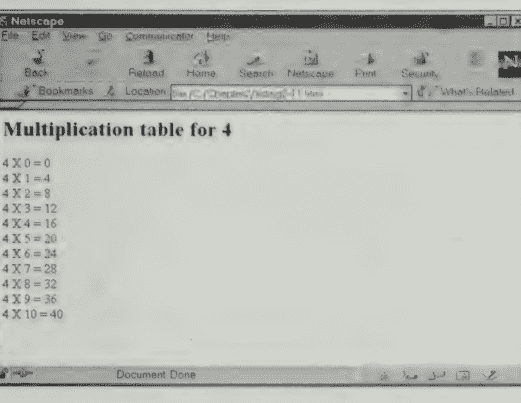 Netscape
File Edit View Go Communicator Help
Back Reload Home Search Netscape Print Security
Bookmarks Location What's Related
Multiplication table for 4
4 X 0 = 0
4 X 1 = 4
4 X 2 = 8
4 X 3 = 12
4 X 4 = 16
4 X 5 = 20
4 X 6 = 24
4 X 7 = 28
4 X 8 = 32
4 X 9 = 36
4 X 10 = 40
Document Done